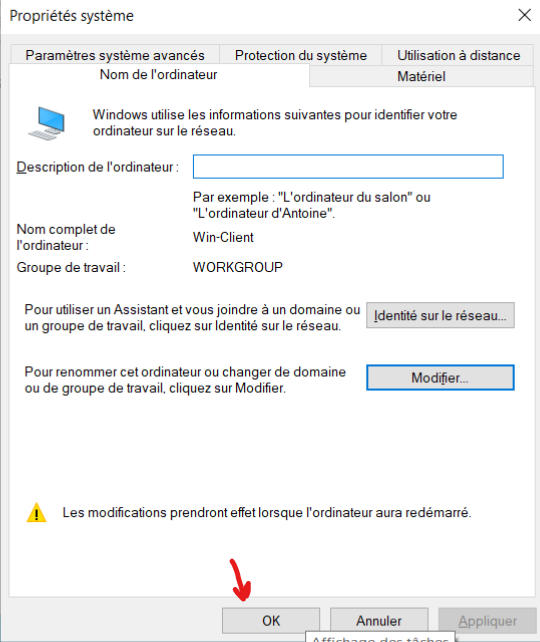 Propriétés système
Paramètres système avancés
Protection du système
Utilisation à distance
Nom de l'ordinateur
Matériel
Windows utilise les informations suivantes pour identifier votre
ordinateur sur le réseau.
Description de l'ordinateur :
Par exemple : "L'ordinateur du salon" ou
"L'ordinateur d'Antoine".
Nom complet de
l'ordinateur :
Win-Client
Groupe de travail :
WORKGROUP
Pour utiliser un Assistant et vous joindre à un domaine ou
un groupe de travail, cliquez sur Identité sur le réseau.
Identité sur le réseau...
Pour renommer cet ordinateur ou changer de domaine
ou de groupe de travail, cliquez sur Modifier.
Modifier...
Les modifications prendront effet lorsque l'ordinateur aura redémarré.
OK
Annuler
Appliquer
Affichage des tâches